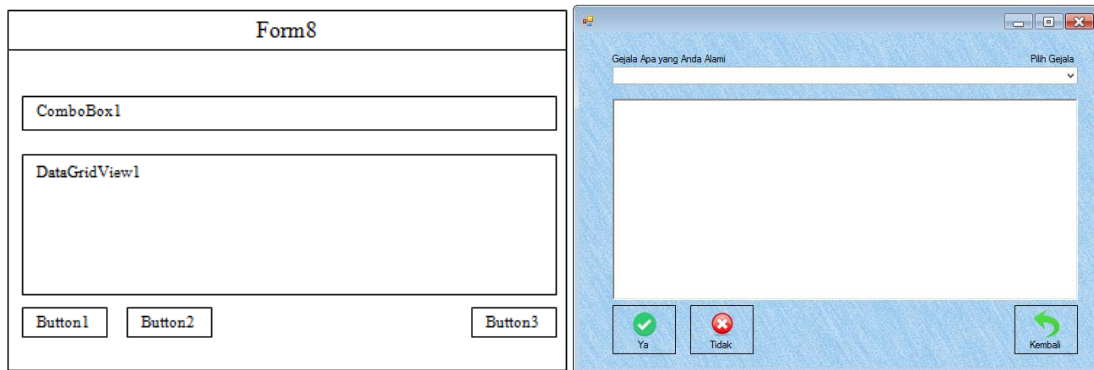 Form8
ComboBox1
DataGridView1
Button1 Button2 Button3
Gejala Apa yang Anda Alami Pilih Gejala
Ya Tidak Kembali